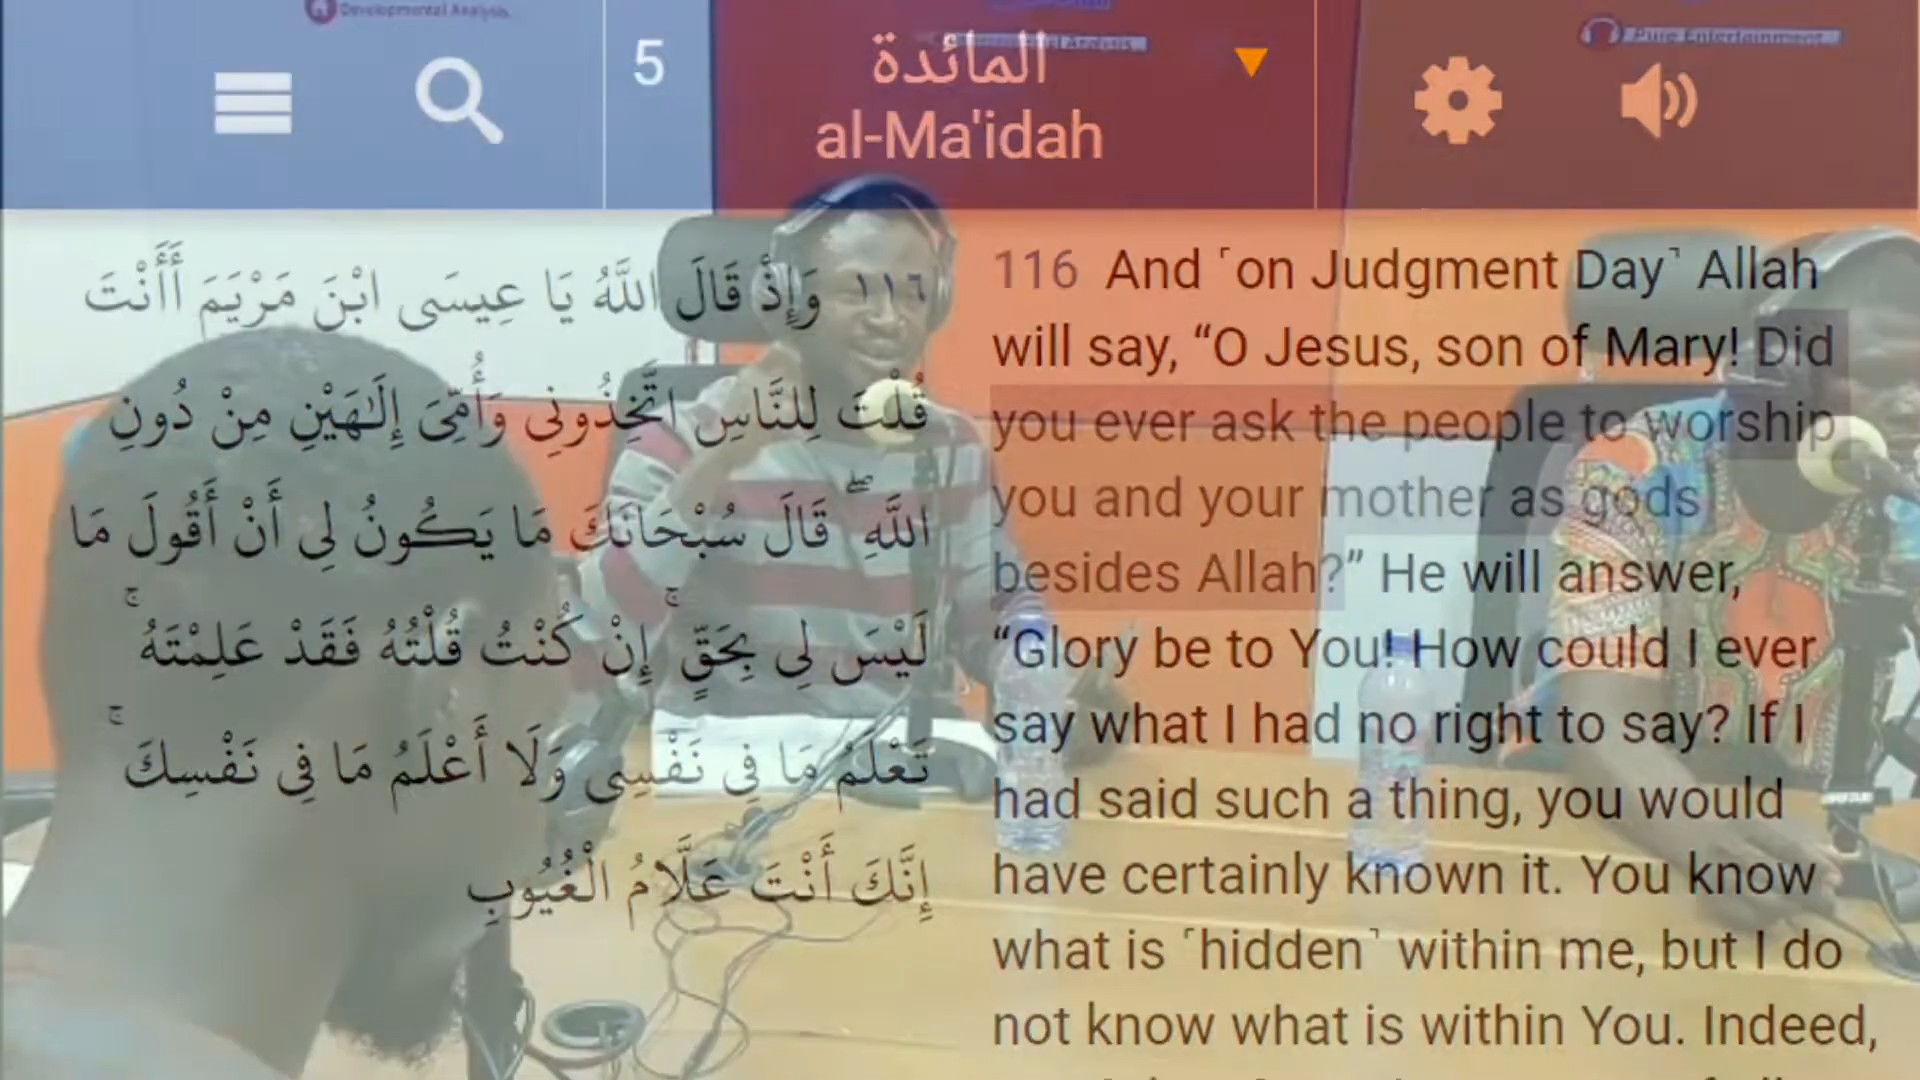 Developmental Analysis...
Pure Entertainment
5
المائدة
al-Ma'idah
١١٦ وَإِذْ قَالَ اللَّهُ يَا عِيسَى ابْنَ مَرْيَمَ أَأَنْتَ
قُلْتَ لِلنَّاسِ اتَّخِذُونِي وَأُمِّيَ إِلَٰهَيْنِ مِنْ دُونِ
اللَّهِ ۖ قَالَ سُبْحَانَكَ مَا يَكُونُ لِي أَنْ أَقُولَ مَا
لَيْسَ لِي بِحَقٍّ ۚ إِنْ كُنْتُ قُلْتُهُ فَقَدْ عَلِمْتَهُ ۚ
تَعْلَمُ مَا فِي نَفْسِي وَلَا أَعْلَمُ مَا فِي نَفْسِكَ ۚ
إِنَّكَ أَنْتَ عَلَّامُ الْغُيُوبِ
116 And ˹on Judgment Day˺ Allah
will say, “O Jesus, son of Mary! Did
you ever ask the people to worship
you and your mother as gods
besides Allah?” He will answer,
“Glory be to You! How could I ever
say what I had no right to say? If I
had said such a thing, you would
have certainly known it. You know
what is ˹hidden˺ within me, but I do
not know what is within You. Indeed,